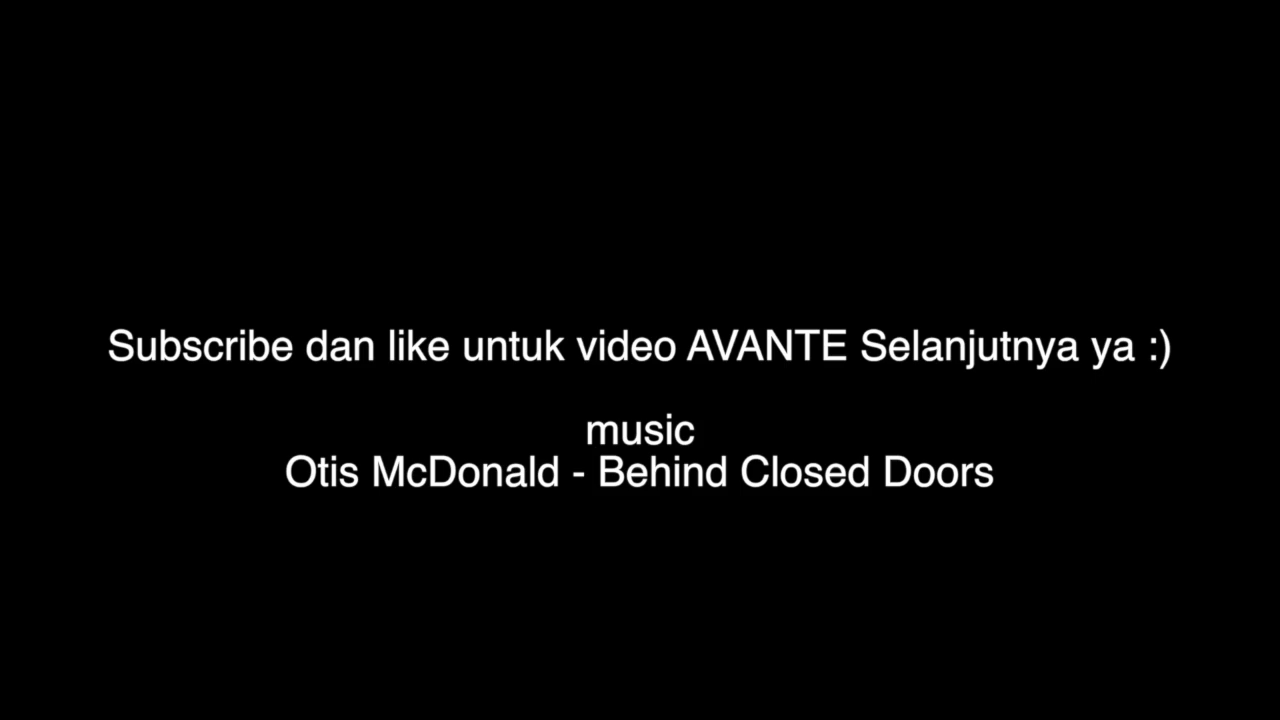 Subscribe dan like untuk video AVANTE Selanjutnya ya :)
music
Otis McDonald - Behind Closed Doors